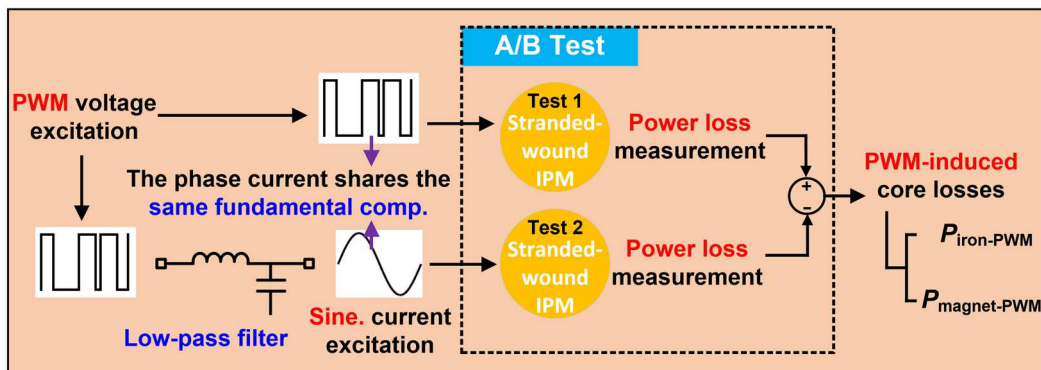 A/B Test
PWM voltage
excitation
Test 1
Stranded-
wound
IPM
Power loss
measurement
+
-
PWM-induced
core losses
The phase current shares the
same fundamental comp.
Test 2
Stranded-
wound
IPM
Power loss
measurement
Piron-PWM
Pmagnet-PWM
Low-pass filter
Sine. current
excitation